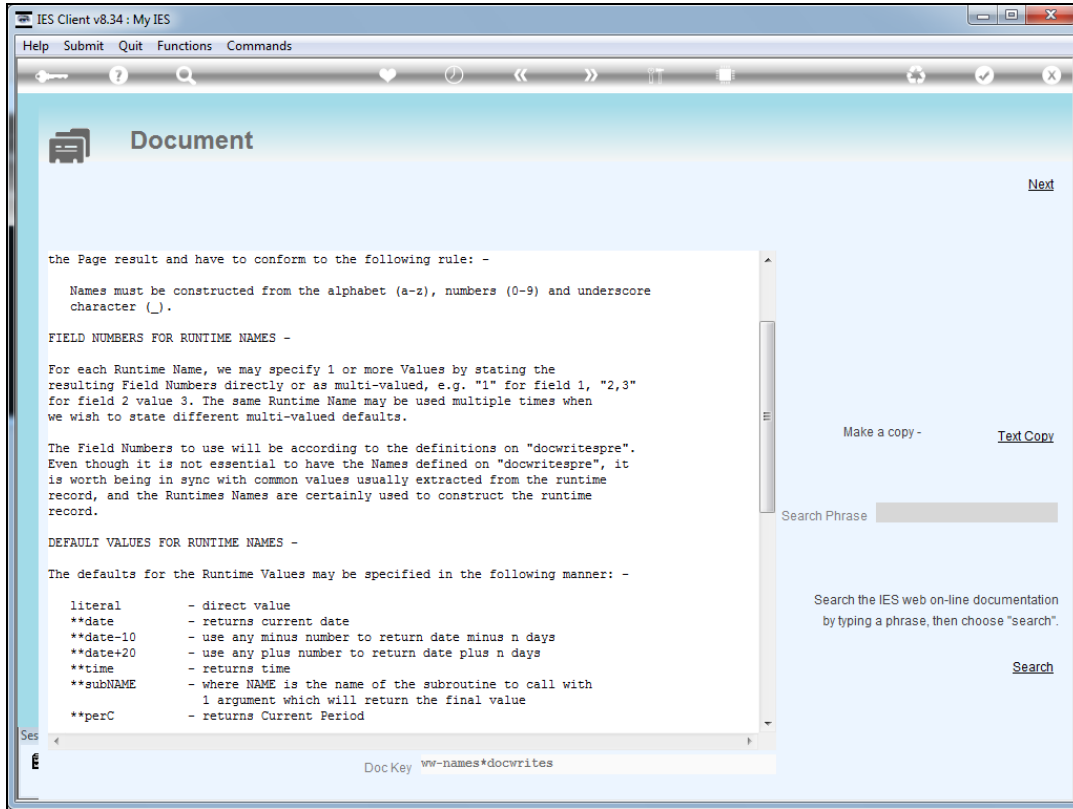 IES Client v8.34 : My IES
Help Submit Quit Functions Commands
Document
Next
the Page result and have to conform to the following rule: -
Names must be constructed from the alphabet (a-z), numbers (0-9) and underscore
character (_).
FIELD NUMBERS FOR RUNTIME NAMES -
For each Runtime Name, we may specify 1 or more Values by stating the
resulting Field Numbers directly or as multi-valued, e.g. "1" for field 1, "2,3"
for field 2 value 3. The same Runtime Name may be used multiple times when
we wish to state different multi-valued defaults.
The Field Numbers to use will be according to the definitions on "docwritespre".
Even though it is not essential to have the Names defined on "docwritespre", it
is worth being in sync with common values usually extracted from the runtime
record, and the Runtimes Names are certainly used to construct the runtime
record.
DEFAULT VALUES FOR RUNTIME NAMES -
The defaults for the Runtime Values may be specified in the following manner: -
literal - direct value
**date - returns current date
**date-10 - use any minus number to return date minus n days
**date+20 - use any plus number to return date plus n days
**time - returns time
**subNAME - where NAME is the name of the subroutine to call with
1 argument which will return the final value
**perC - returns Current Period
Make a copy -
Text Copy
Search Phrase
Search the IES web on-line documentation
by typing a phrase, then choose "search".
Search
Ses
Doc Key ww-names*docwrites